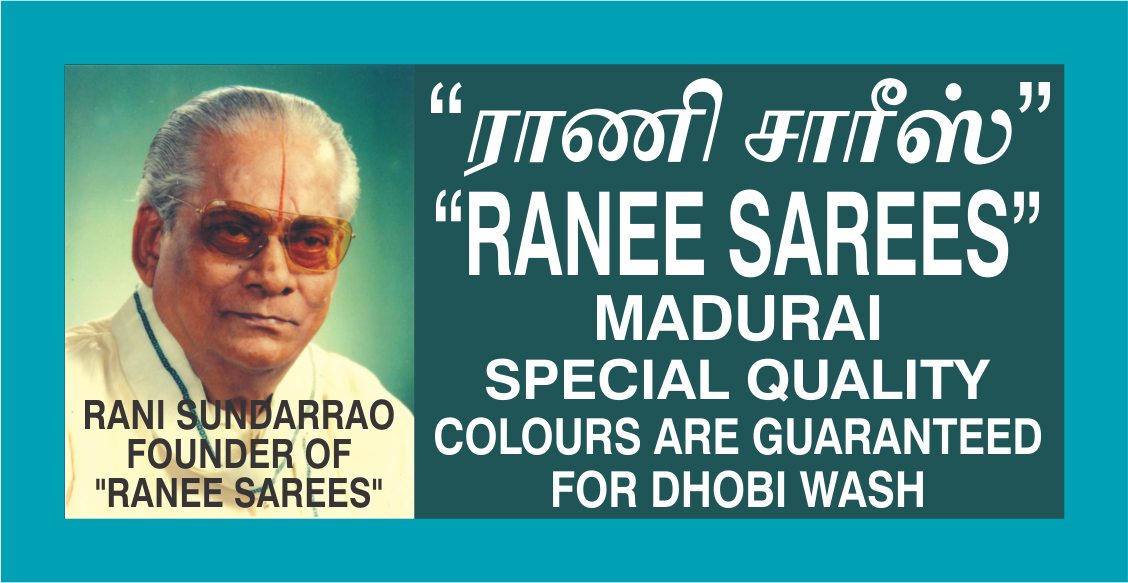 “ராணி சாரீஸ்”
“RANEE SAREES”
MADURAI
SPECIAL QUALITY
COLOURS ARE GUARANTEED
FOR DHOBI WASH
RANI SUNDARRAO
FOUNDER OF
"RANEE SAREES"